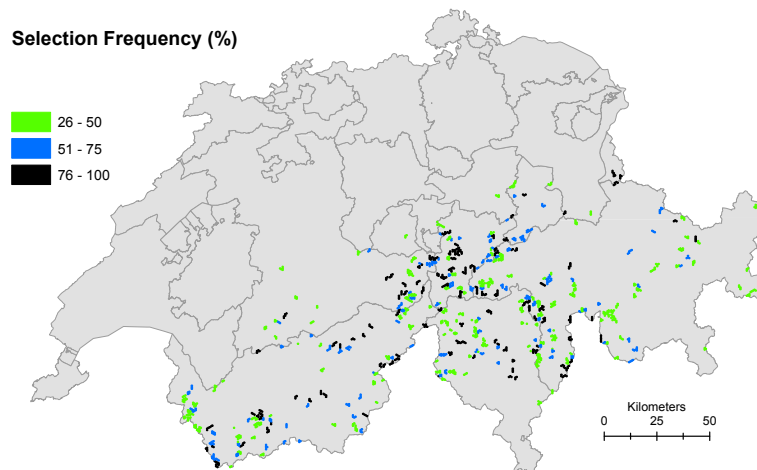 Selection Frequency (%)
26 - 50
51 - 75
76 - 100
Kilometers
0 25 50